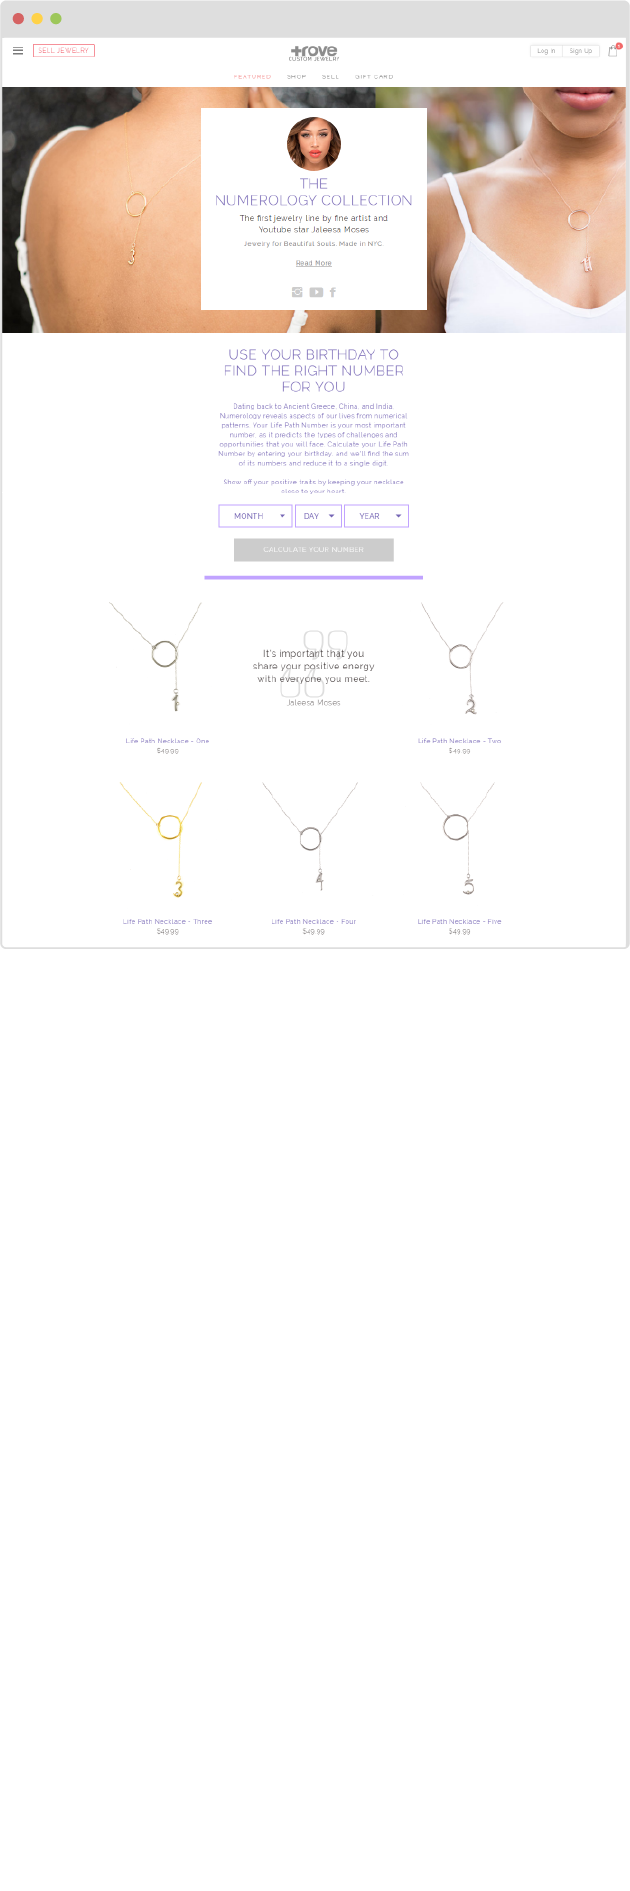 SELL JEWELRY
trove
CUSTOM JEWELRY
Log In
Sign Up
FEATURED
SHOP
SELL
GIFT CARD
THE
NUMEROLOGY COLLECTION
The first jewelry line by fine artist and
Youtube star Jaleesa Moses
Jewelry for Beautiful Souls. Made in NYC.
Read More
USE YOUR BIRTHDAY TO
FIND THE RIGHT NUMBER
FOR YOU
Dating back to Ancient Greece, China, and India,
Numerology reveals aspects of our lives from numerical
patterns. Your Life Path Number is your most important
number, as it predicts the types of challenges and
opportunities that you will face. Calculate your Life Path
Number by entering your birthday, and we'll find the sum
of its numbers and reduce it to a single digit.
Show off your positive traits by keeping your necklace
close to your heart.
MONTH
DAY
YEAR
CALCULATE YOUR NUMBER
1
It's important that you
share your positive energy
with everyone you meet.
Jaleesa Moses
2
Life Path Necklace - One
$49.99
Life Path Necklace - Two
$49.99
3
4
5
Life Path Necklace - Three
$49.99
Life Path Necklace - Four
$49.99
Life Path Necklace - Five
$49.99